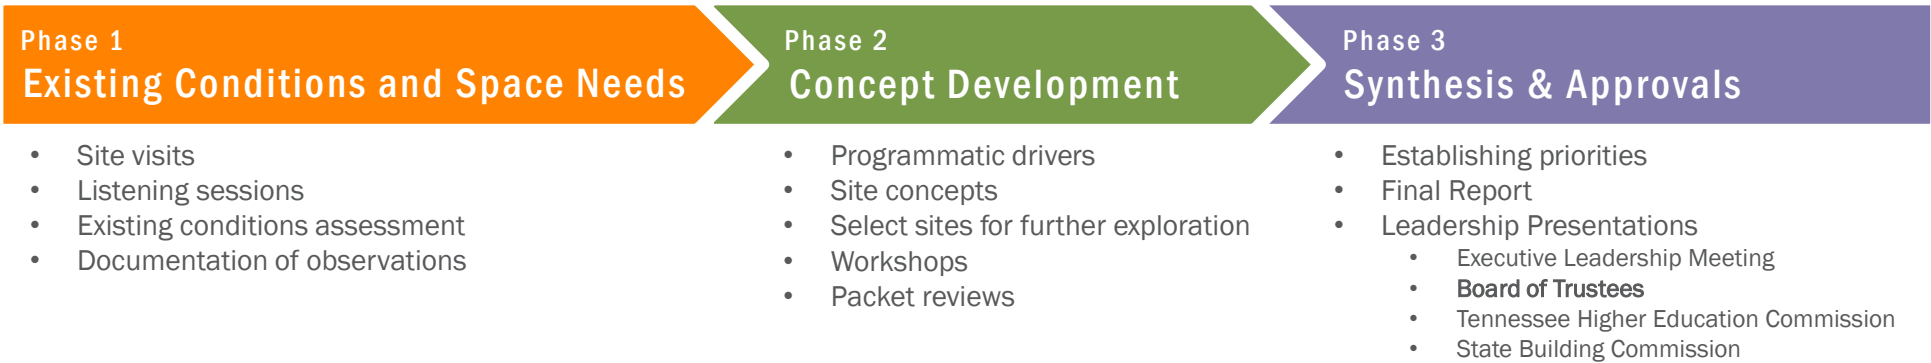 Phase 1
Existing Conditions and Space Needs
• Site visits
• Listening sessions
• Existing conditions assessment
• Documentation of observations
Phase 2
Concept Development
• Programmatic drivers
• Site concepts
• Select sites for further exploration
• Workshops
• Packet reviews
Phase 3
Synthesis & Approvals
• Establishing priorities
• Final Report
• Leadership Presentations
• Executive Leadership Meeting
• Board of Trustees
• Tennessee Higher Education Commission
• State Building Commission